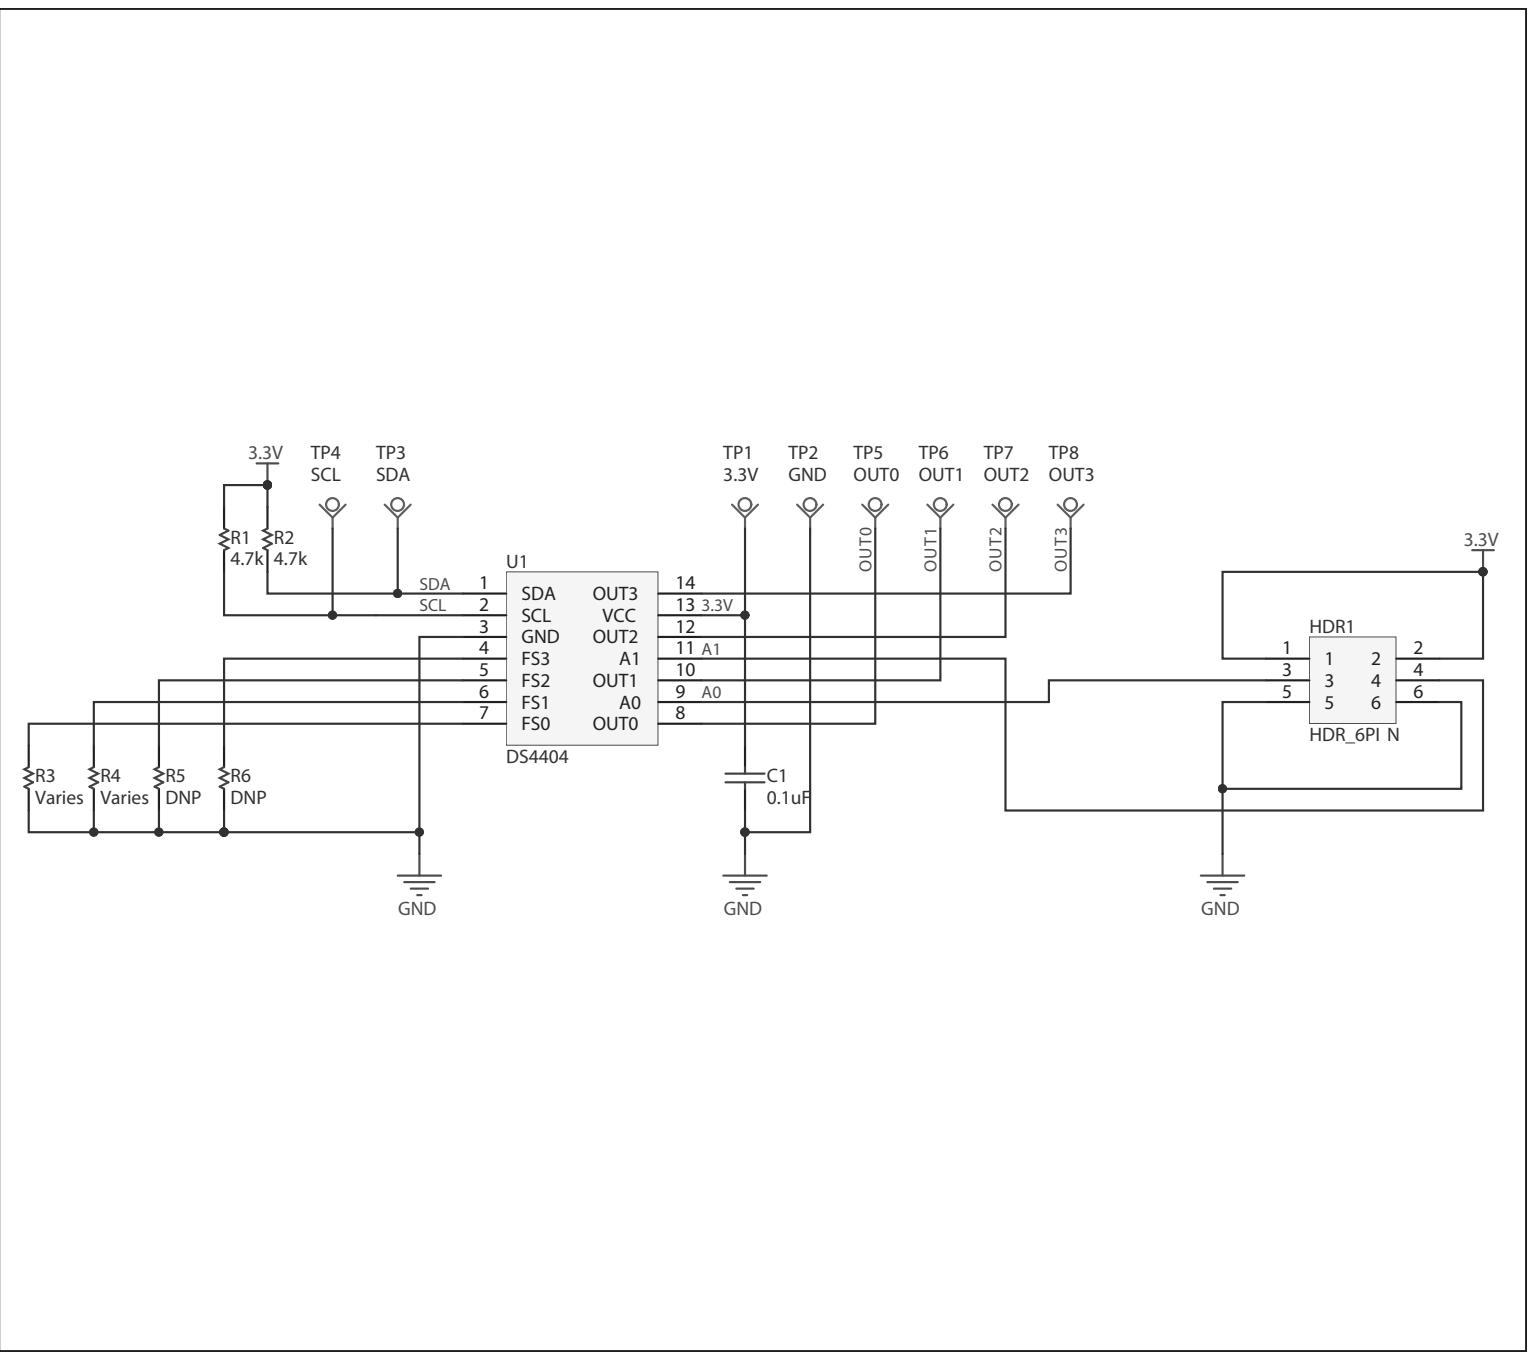 3.3V TP4 TP3 TP1 TP2 TP5 TP6 TP7 TP8
SCL SDA 3.3V GND OUT0 OUT1 OUT2 OUT3
OUT0 OUT1 OUT2 OUT3
R1 R2
4.7k 4.7k
3.3V
U1
SDA 1 SDA OUT3 14
SCL 2 SCL VCC 13 3.3V
3 GND OUT2 12
4 FS3 A1 11 A1
5 FS2 OUT1 10
6 FS1 A0 9 A0
7 FS0 OUT0 8
DS4404
HDR1
1 1 2 2
3 3 4 4
5 5 6 6
HDR_6PI N
R3 R4 R5 R6 C1
Varies Varies DNP DNP 0.1uF
GND GND GND